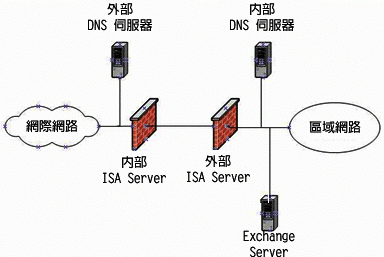 外部
DNS 伺服器
內部
DNS 伺服器
網際網路
區域網路
內部
ISA Server
外部
ISA Server
Exchange
Server